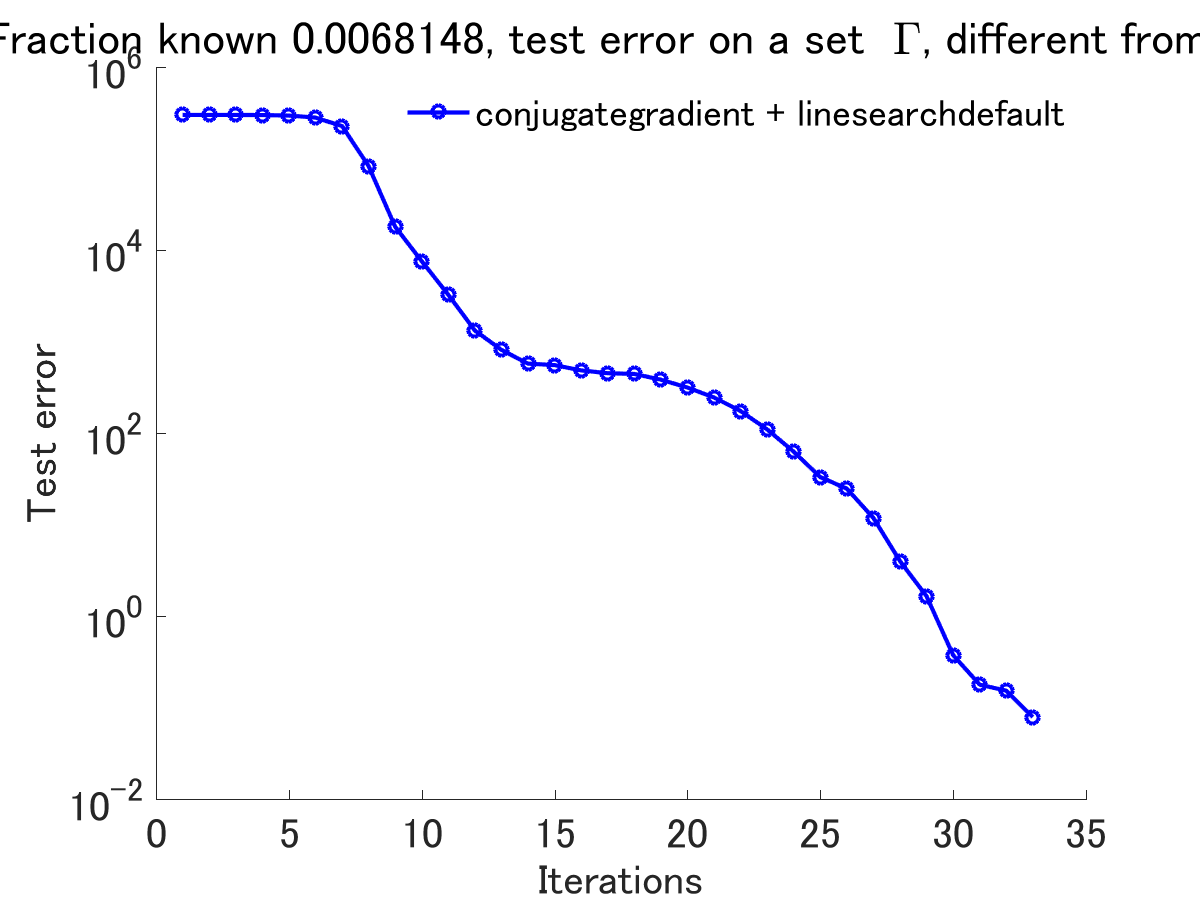 Fraction known 0.0068148, test error on a set Γ, different from
10^6
conjugategradient + linesearchdefault
10^4
10^2
10^0
10^-2
Test error
0 5 10 15 20 25 30 35
Iterations